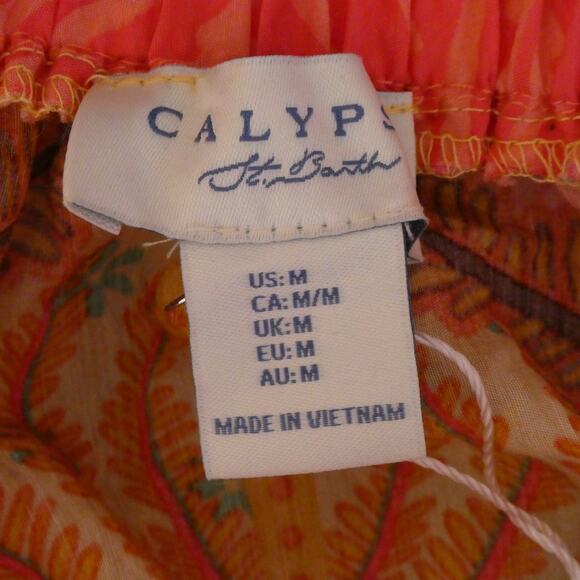 CALYPS
St. Barth
US: M
CA: M/M
UK: M
EU: M
AU: M
MADE IN VIETNAM